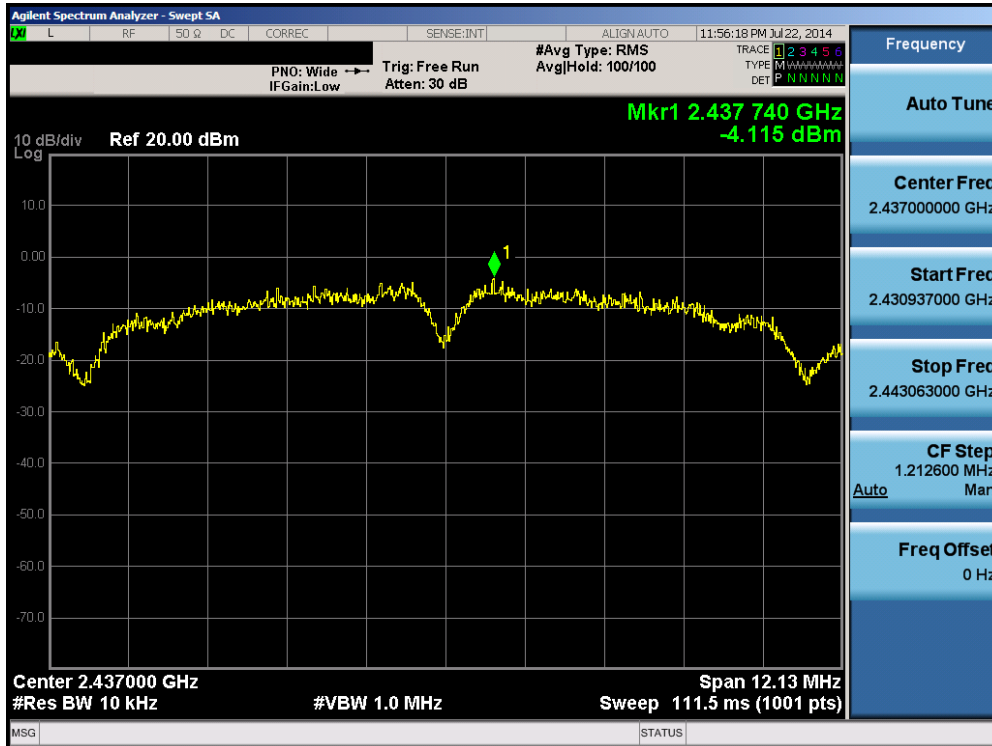 Agilent Spectrum Analyzer - Swept SA
LXI L RF 50 Ω DC CORREC SENSE:INT ALIGN AUTO 11:56:18 PM Jul 22, 2014
PNO: Wide
IFGain:Low
Trig: Free Run
Atten: 30 dB
#Avg Type: RMS
Avg|Hold: 100/100
TRACE 1 2 3 4 5 6
TYPE M
DET P N N N N N
Mkr1 2.437 740 GHz
-4.115 dBm
10 dB/div Ref 20.00 dBm
Log
10.0
1
0.00
-10.0
-20.0
-30.0
-40.0
-50.0
-60.0
-70.0
Center 2.437000 GHz Span 12.13 MHz
#Res BW 10 kHz #VBW 1.0 MHz Sweep 111.5 ms (1001 pts)
MSG STATUS
Frequency
Auto Tune
Center Freq
2.437000000 GHz
Start Freq
2.430937000 GHz
Stop Freq
2.443063000 GHz
CF Step
1.212600 MHz
Auto Man
Freq Offset
0 Hz